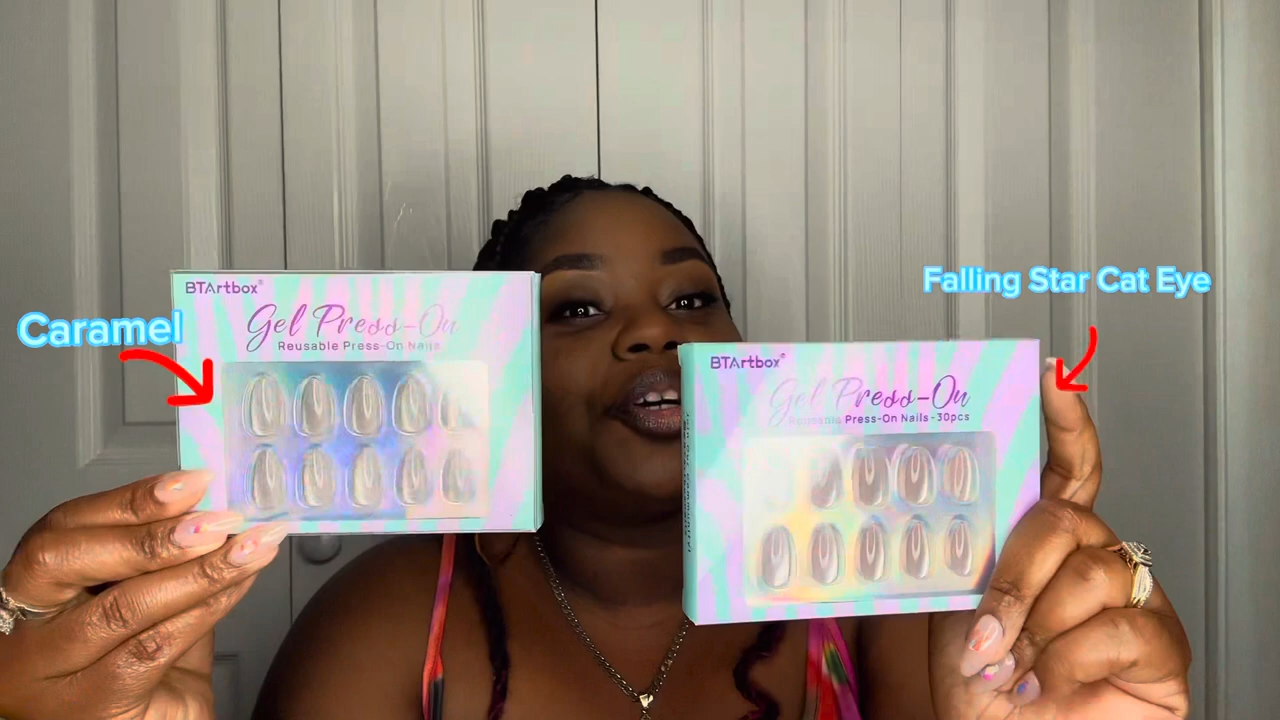 Caramel
BTArtbox®
Gel Press-On
Reusable Press-On Nails
Falling Star Cat Eye
BTArtbox®
Gel Press-On
Reusable Press-On Nails - 30pcs